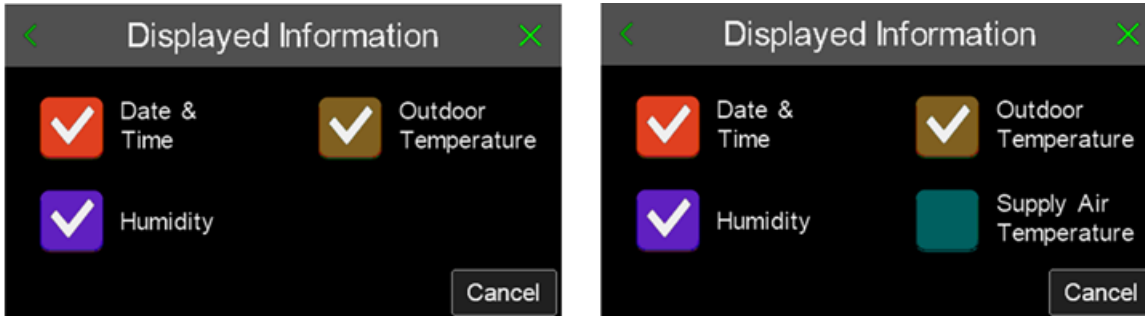 Displayed Information
Date &
Time
Outdoor
Temperature
Humidity
Cancel
Displayed Information
Date &
Time
Outdoor
Temperature
Humidity
Supply Air
Temperature
Cancel